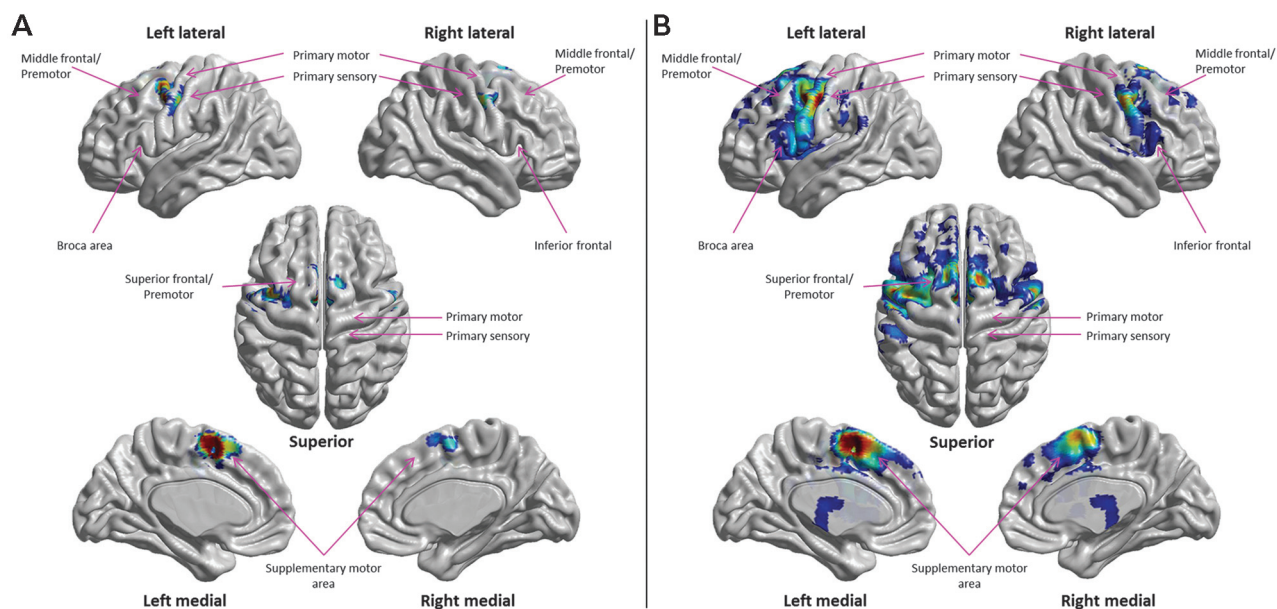 A
Left lateral
Right lateral
Middle frontal/
Premotor
Primary motor
Primary sensory
Middle frontal/
Premotor
Broca area
Inferior frontal
Superior frontal/
Premotor
Primary motor
Primary sensory
Superior
Supplementary motor
area
Left medial
Right medial
B
Left lateral
Right lateral
Middle frontal/
Premotor
Primary motor
Primary sensory
Middle frontal/
Premotor
Broca area
Inferior frontal
Superior frontal/
Premotor
Primary motor
Primary sensory
Superior
Supplementary motor
area
Left medial
Right medial